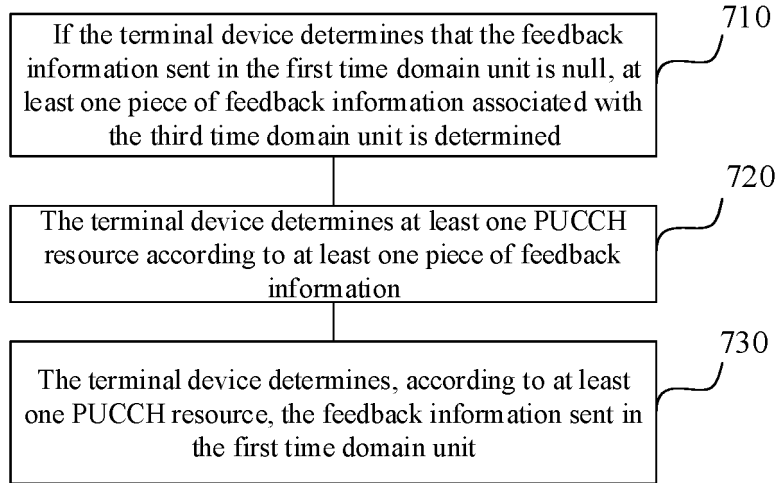 710
If the terminal device determines that the feedback
information sent in the first time domain unit is null, at
least one piece of feedback information associated with
the third time domain unit is determined
720
The terminal device determines at least one PUCCH
resource according to at least one piece of feedback
information
730
The terminal device determines, according to at least
one PUCCH resource, the feedback information sent in
the first time domain unit